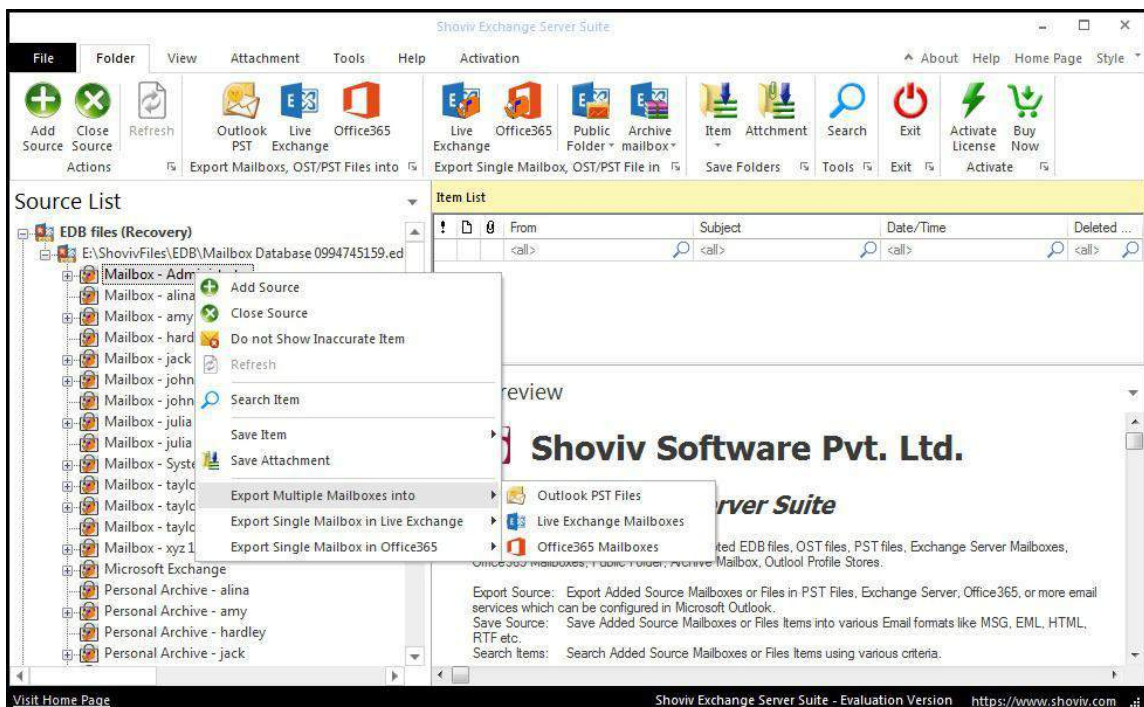 Shoviv Exchange Server Suite
File Folder View Attachment Tools Help Activation About Help Home Page Style
Add Source Close Source Refresh Outlook PST Live Exchange Office365 Live Exchange Office365 Public Folder Archive mailbox Item Attchment Search Exit Activate License Buy Now
Actions Export Mailboxs, OST/PST Files into Export Single Mailbox, OST/PST File in Save Folders Tools Exit Activate
Source List
EDB files (Recovery)
E:\ShovivFiles\EDB\Mailbox Database 0994745159.ed
Mailbox - Adm
Mailbox - alina
Mailbox - amy
Mailbox - hard
Mailbox - jack
Mailbox - john
Mailbox - john
Mailbox - julia
Mailbox - julia
Mailbox - Syste
Mailbox - taylo
Mailbox - taylo
Mailbox - taylo
Mailbox - xyz 1
Microsoft Exchange
Personal Archive - alina
Personal Archive - amy
Personal Archive - hardley
Personal Archive - jack
Add Source
Close Source
Do not Show Inaccurate Item
Refresh
Search Item
Save Item
Save Attachment
Export Multiple Mailboxes into
Export Single Mailbox in Live Exchange
Export Single Mailbox in Office365
Outlook PST Files
Live Exchange Mailboxes
Office365 Mailboxes
Item List
! From Subject Date/Time Deleted ...
<all> <all> <all> <all>
review
Shoviv Software Pvt. Ltd.
rver Suite
ted EDB files, OST files, PST files, Exchange Server Mailboxes,
Office365 Mailboxes, Public Folder, Archive Mailbox, Outlool Profile Stores.
Export Source: Export Added Source Mailboxes or Files in PST Files, Exchange Server, Office365, or more email
services which can be configured in Microsoft Outlook.
Save Source: Save Added Source Mailboxes or Files Items into various Email formats like MSG, EML, HTML,
RTF etc.
Search Items: Search Added Source Mailboxes or Files Items using various criteria.
Visit Home Page Shoviv Exchange Server Suite - Evaluation Version https://www.shoviv.com